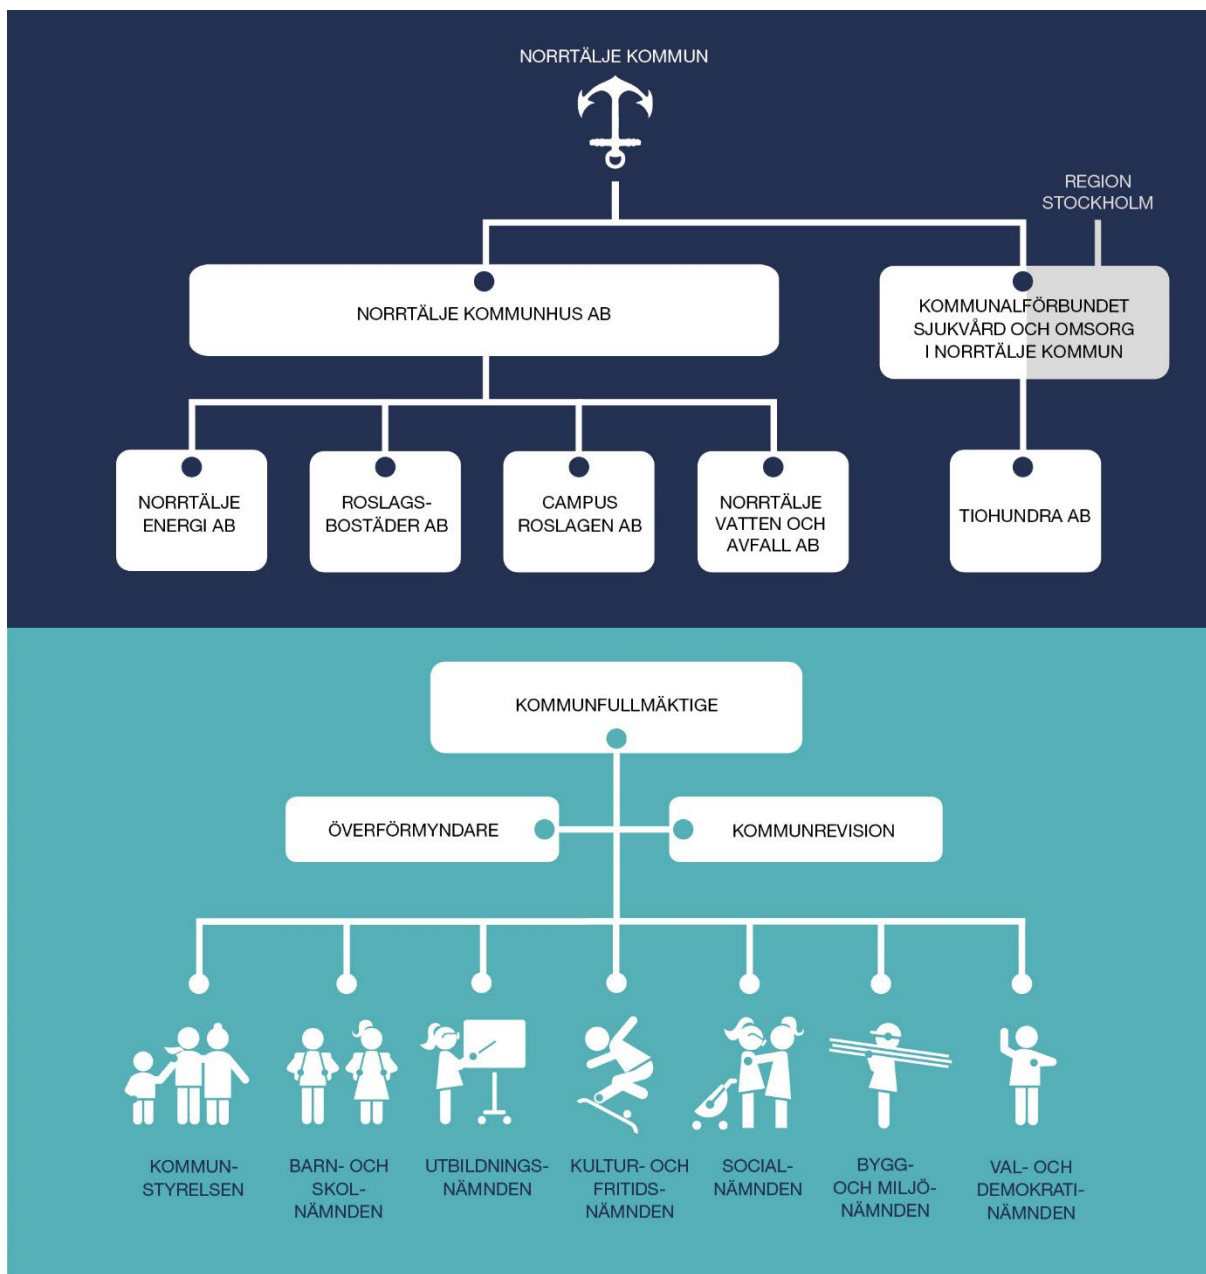 NORRTÄLJE KOMMUN
REGION
STOCKHOLM
NORRTÄLJE KOMMUNHUS AB
KOMMUNALFÖRBUNDET
SJUKVÅRD OCH OMSORG
I NORRTÄLJE KOMMUN
NORRTÄLJE
ENERGI AB
ROSLAGS-
BOSTÄDER AB
CAMPUS
ROSLAGEN AB
NORRTÄLJE
VATTEN OCH
AVFALL AB
TIOHUNDRA AB
KOMMUNFULLMÄKTIGE
ÖVERFÖRMYNDARE
KOMMUNREVISION
KOMMUN-
STYRELSEN
BARN- OCH
SKOL-
NÄMNDEN
UTBILDNINGS-
NÄMNDEN
KULTUR- OCH
FRITIDS-
NÄMNDEN
SOCIAL-
NÄMNDEN
BYGG-
OCH MILJÖ-
NÄMNDEN
VAL- OCH
DEMOKRATI-
NÄMNDEN